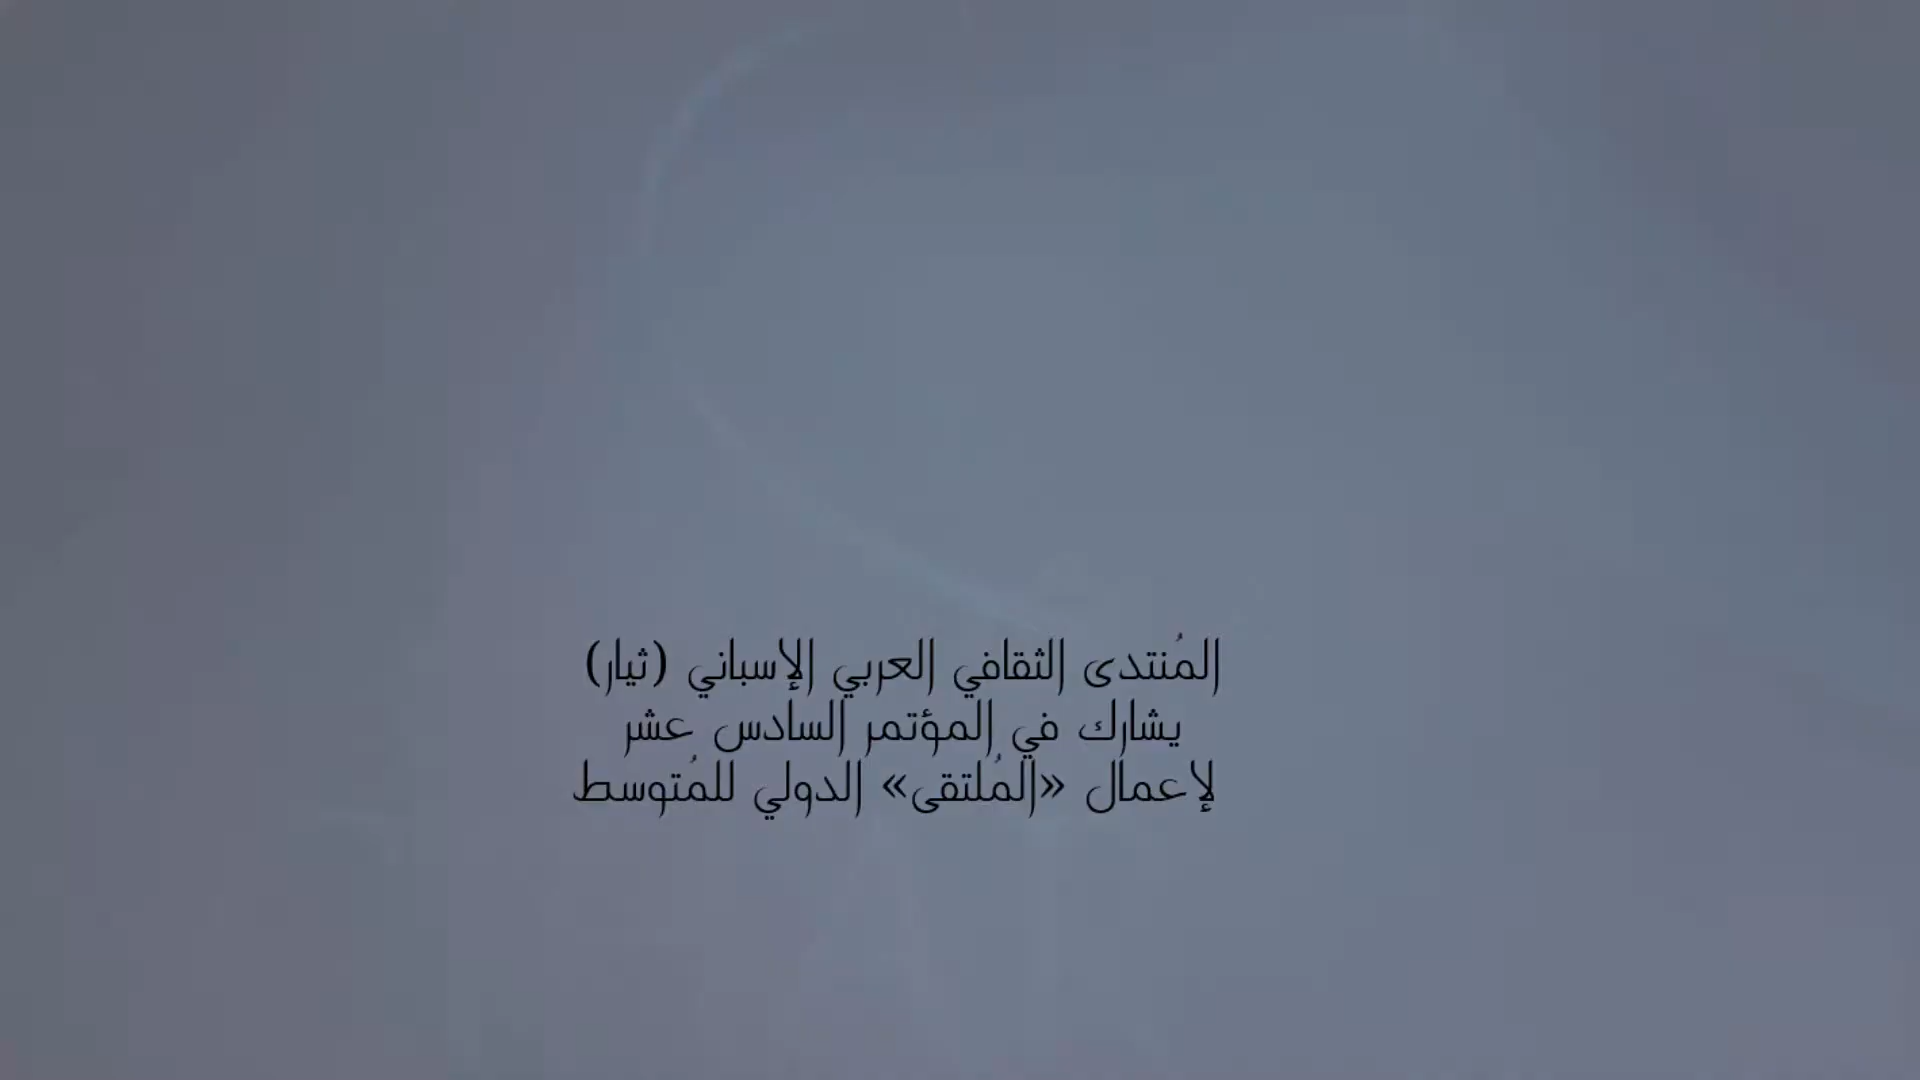 المُنتدى الثقافي العربي الإسباني (ثيار)
يشارك في المؤتمر السادس عشر
لإعمال «المُلتقى» الدولي للمُتوسط